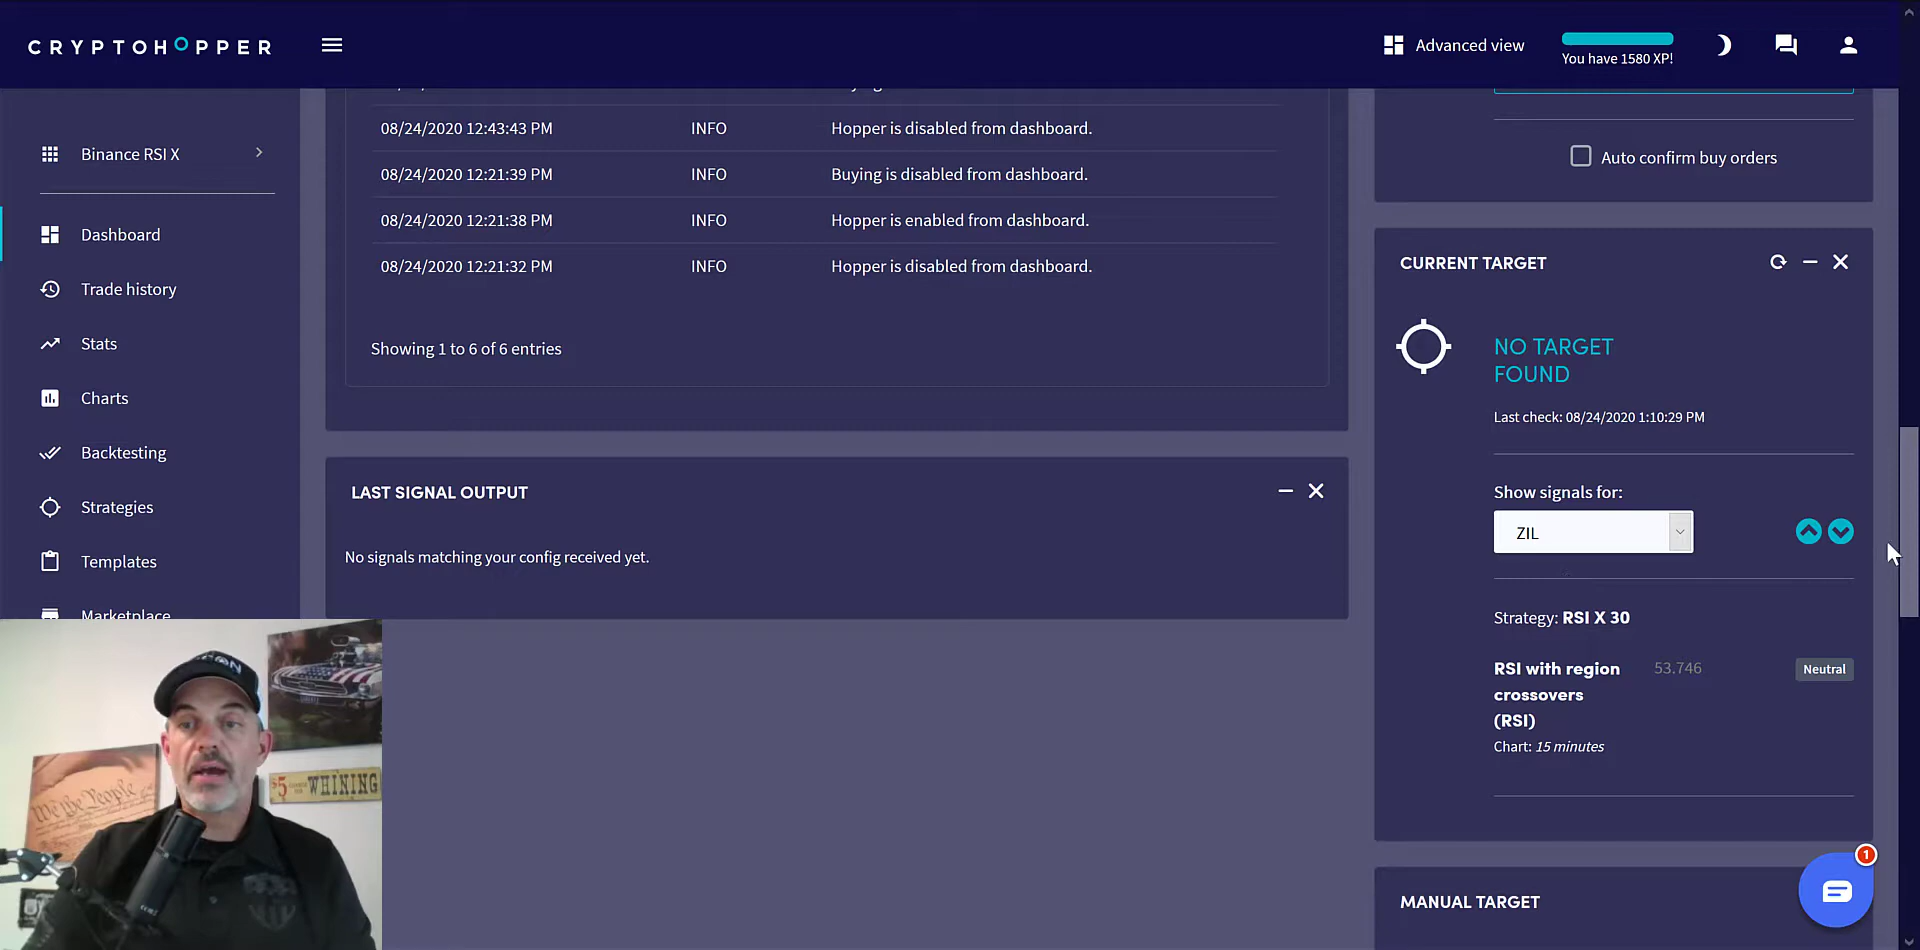 CRYPTOHOPPER
Advanced view
You have 1580 XP!
Binance RSI X
Dashboard
Trade history
Stats
Charts
Backtesting
Strategies
Templates
Marketplace
08/24/2020 12:43:43 PM INFO Hopper is disabled from dashboard.
08/24/2020 12:21:39 PM INFO Buying is disabled from dashboard.
08/24/2020 12:21:38 PM INFO Hopper is enabled from dashboard.
08/24/2020 12:21:32 PM INFO Hopper is disabled from dashboard.
Showing 1 to 6 of 6 entries
LAST SIGNAL OUTPUT
No signals matching your config received yet.
Auto confirm buy orders
CURRENT TARGET
NO TARGET
FOUND
Last check: 08/24/2020 1:10:29 PM
Show signals for:
ZIL
Strategy: RSI X 30
RSI with region 53.746 Neutral
crossovers
(RSI)
Chart: 15 minutes
MANUAL TARGET
1
We the People
$5 WHINING